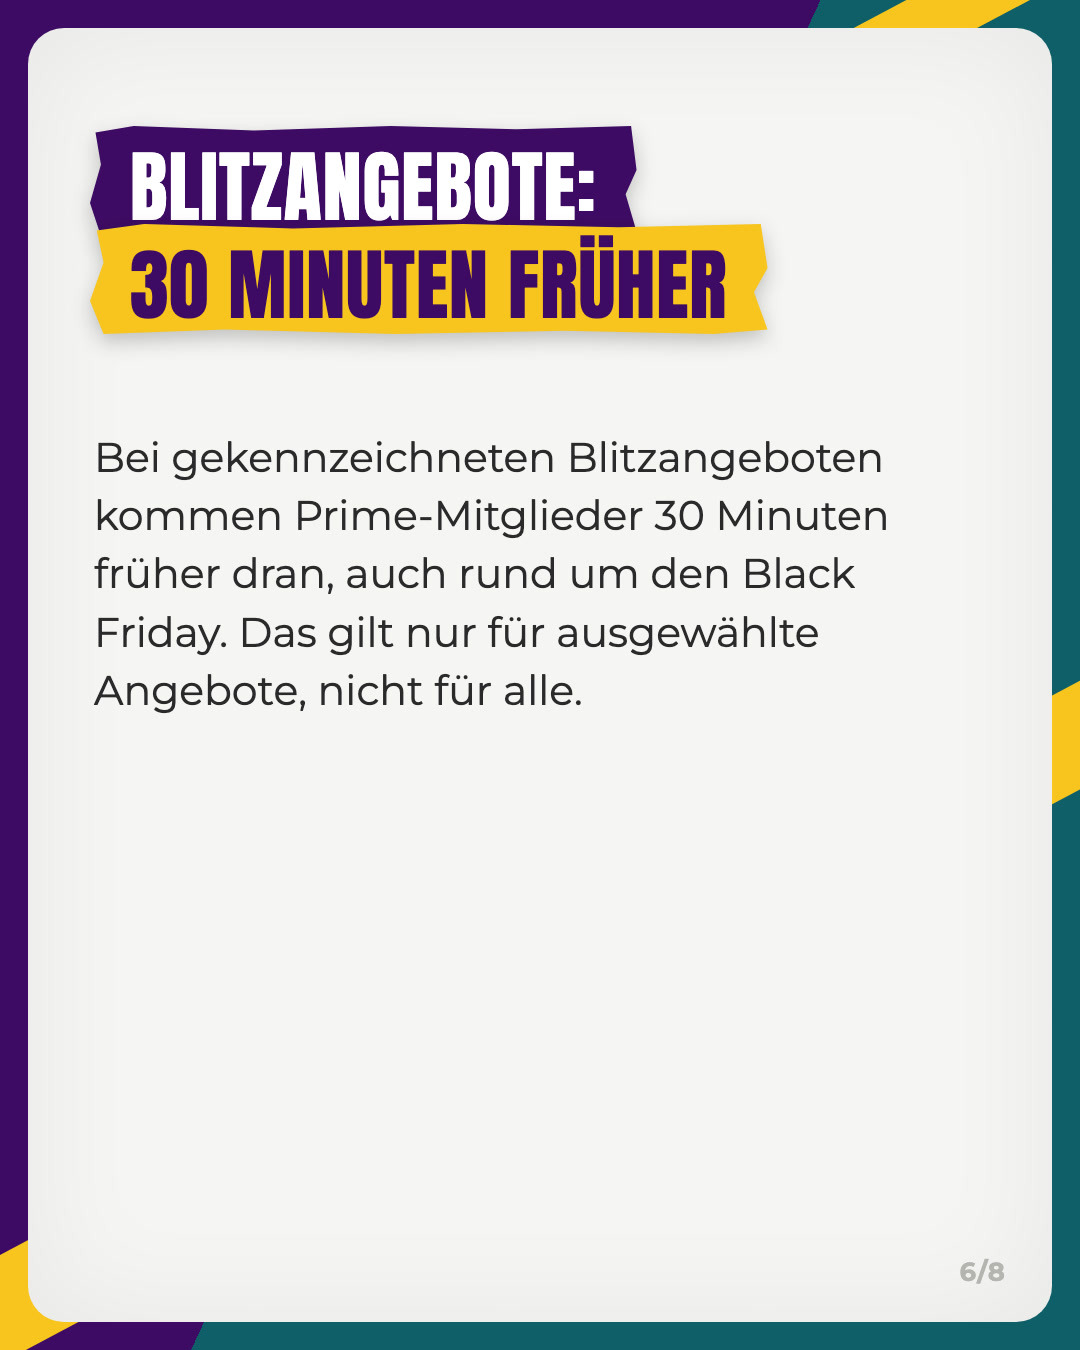 BLITZANGEBOTE:
30 MINUTEN FRÜHER
Bei gekennzeichneten Blitzangeboten
kommen Prime-Mitglieder 30 Minuten
früher dran, auch rund um den Black
Friday. Das gilt nur für ausgewählte
Angebote, nicht für alle.
6/8